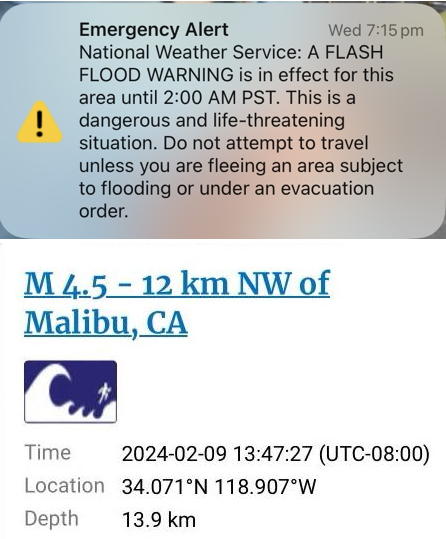 Emergency Alert Wed 7:15 pm
National Weather Service: A FLASH
FLOOD WARNING is in effect for this
area until 2:00 AM PST. This is a
dangerous and life-threatening
situation. Do not attempt to travel
unless you are fleeing an area subject
to flooding or under an evacuation
order.
M 4.5 - 12 km NW of
Malibu, CA
Time 2024-02-09 13:47:27 (UTC-08:00)
Location 34.071°N 118.907°W
Depth 13.9 km